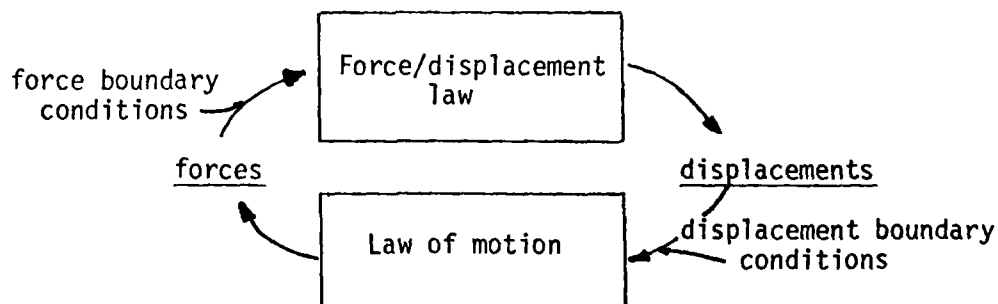 Force/displacement
law
force boundary
conditions
forces
displacements
Law of motion
displacement boundary
conditions